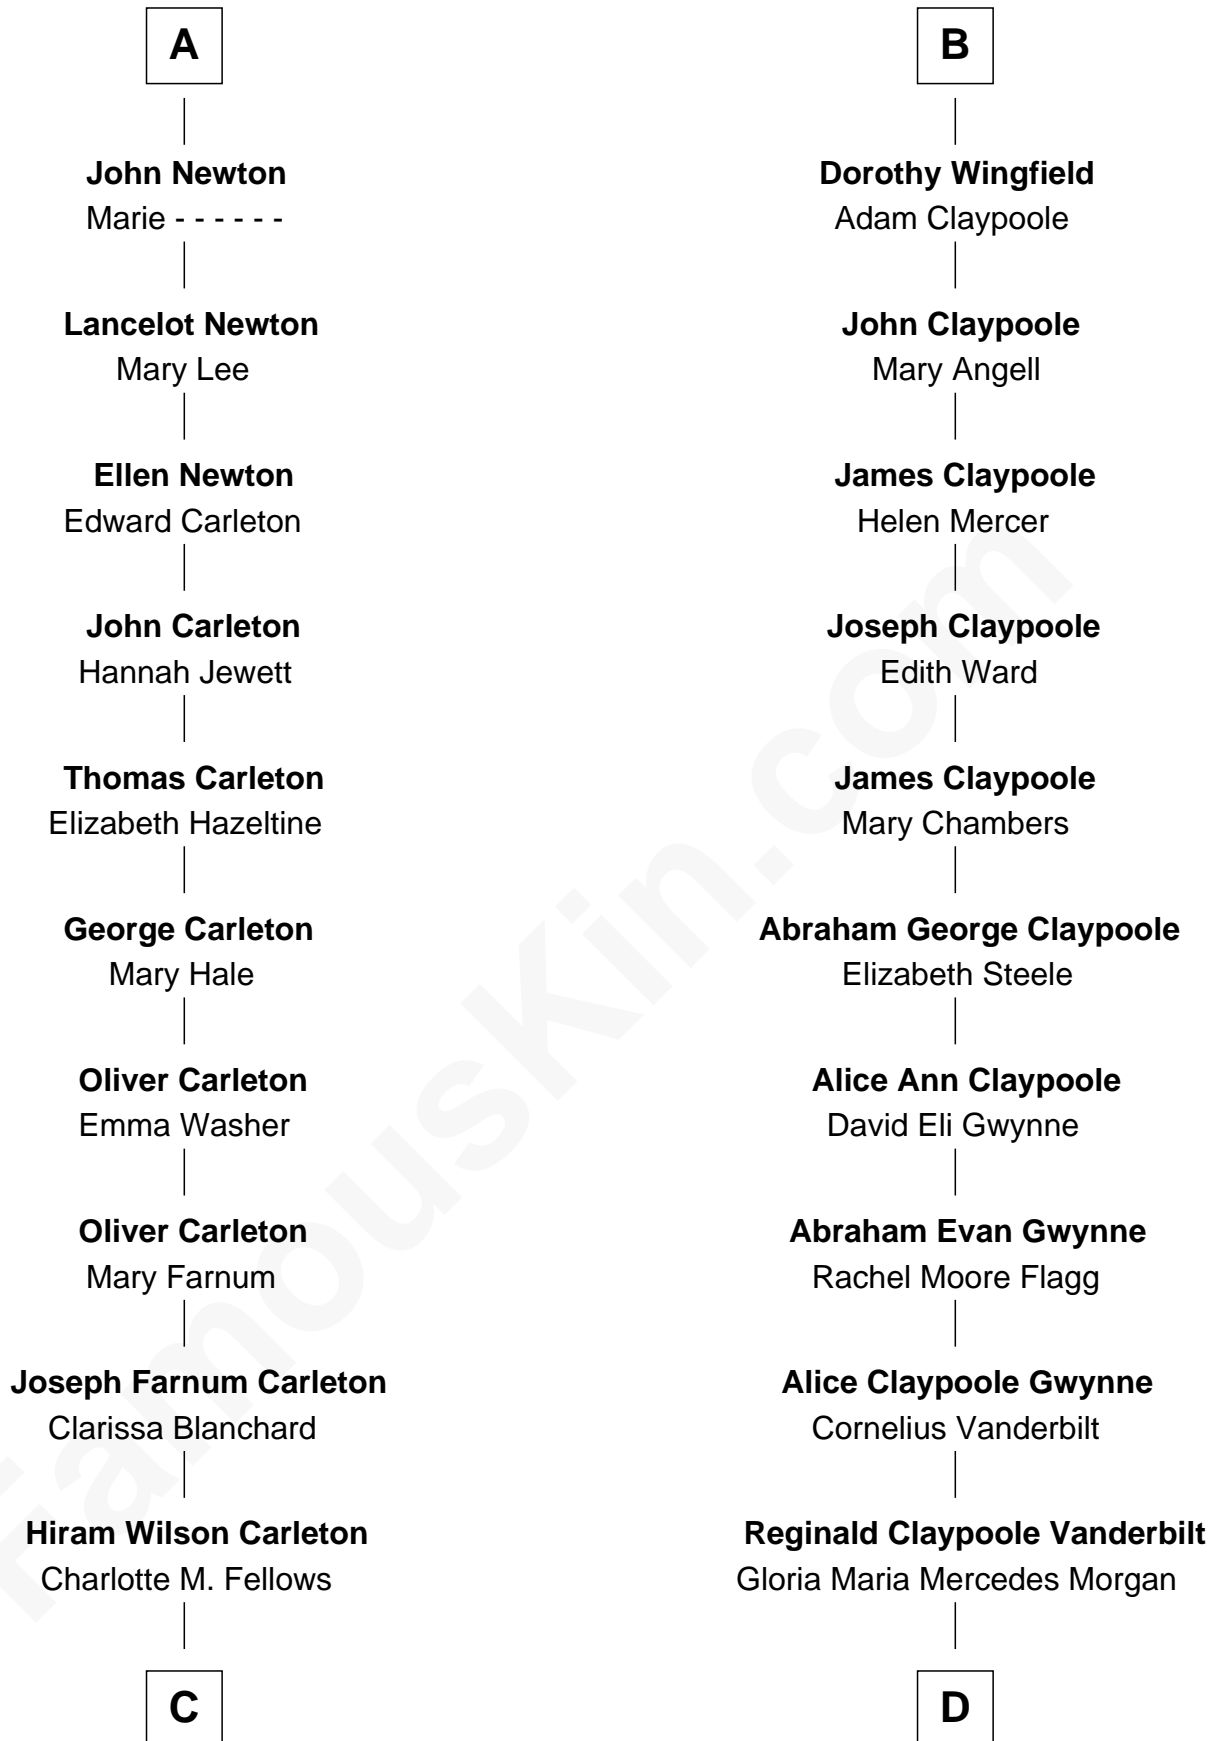 A
John Newton
Marie - - - - - -
Lancelot Newton
Mary Lee
Ellen Newton
Edward Carleton
John Carleton
Hannah Jewett
Thomas Carleton
Elizabeth Hazeltine
George Carleton
Mary Hale
Oliver Carleton
Emma Washer
Oliver Carleton
Mary Farnum
Joseph Farnum Carleton
Clarissa Blanchard
Hiram Wilson Carleton
Charlotte M. Fellows
C
B
Dorothy Wingfield
Adam Claypoole
John Claypoole
Mary Angell
James Claypoole
Helen Mercer
Joseph Claypoole
Edith Ward
James Claypoole
Mary Chambers
Abraham George Claypoole
Elizabeth Steele
Alice Ann Claypoole
David Eli Gwynne
Abraham Evan Gwynne
Rachel Moore Flagg
Alice Claypoole Gwynne
Cornelius Vanderbilt
Reginald Claypoole Vanderbilt
Gloria Maria Mercedes Morgan
D
FamousKin.com